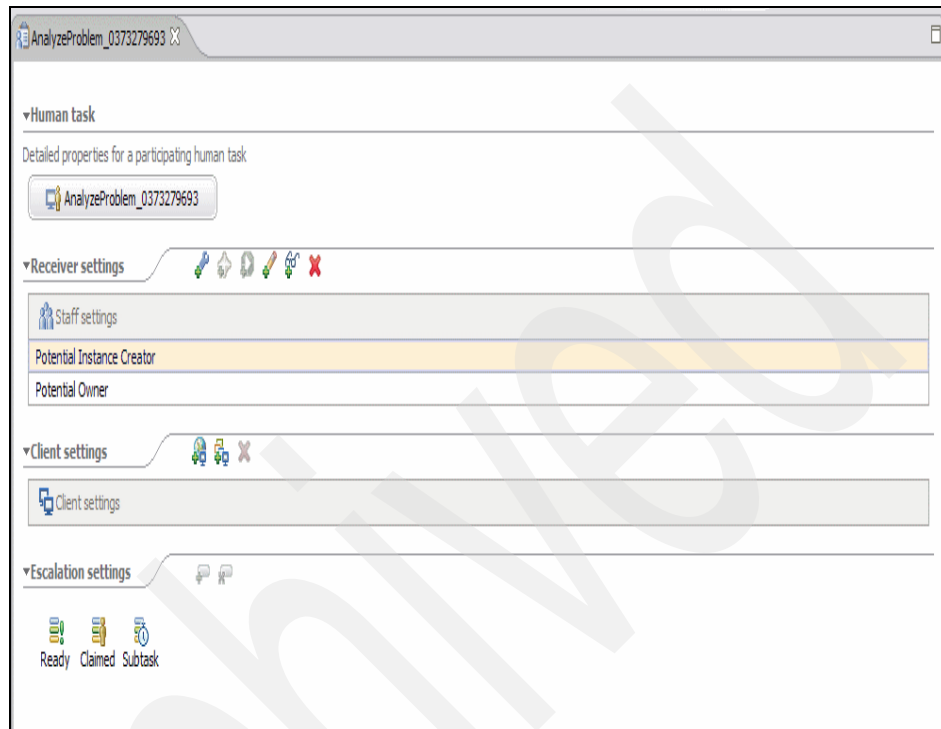 AnalyzeProblem_0373279693
Human task
Detailed properties for a participating human task
AnalyzeProblem_0373279693
Receiver settings
Staff settings
Potential Instance Creator
Potential Owner
Client settings
Client settings
Escalation settings
Ready Claimed Subtask
hived